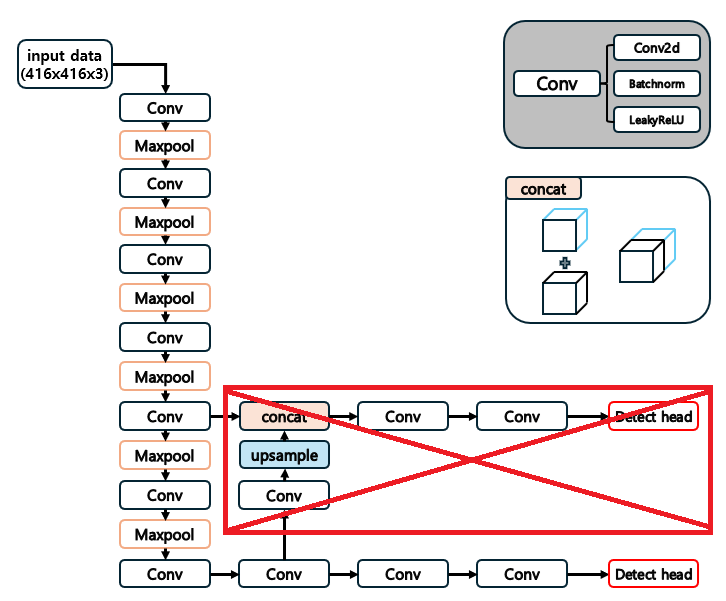 input data
(416x416x3)
Conv
Maxpool
Conv
Maxpool
Conv
Maxpool
Conv
Maxpool
Conv
Maxpool
Conv
Maxpool
Conv
concat
Conv
Conv
Detect head
upsample
Conv
Conv
Conv
Conv
Detect head
Conv
Conv2d
Batchnorm
LeakyReLU
concat